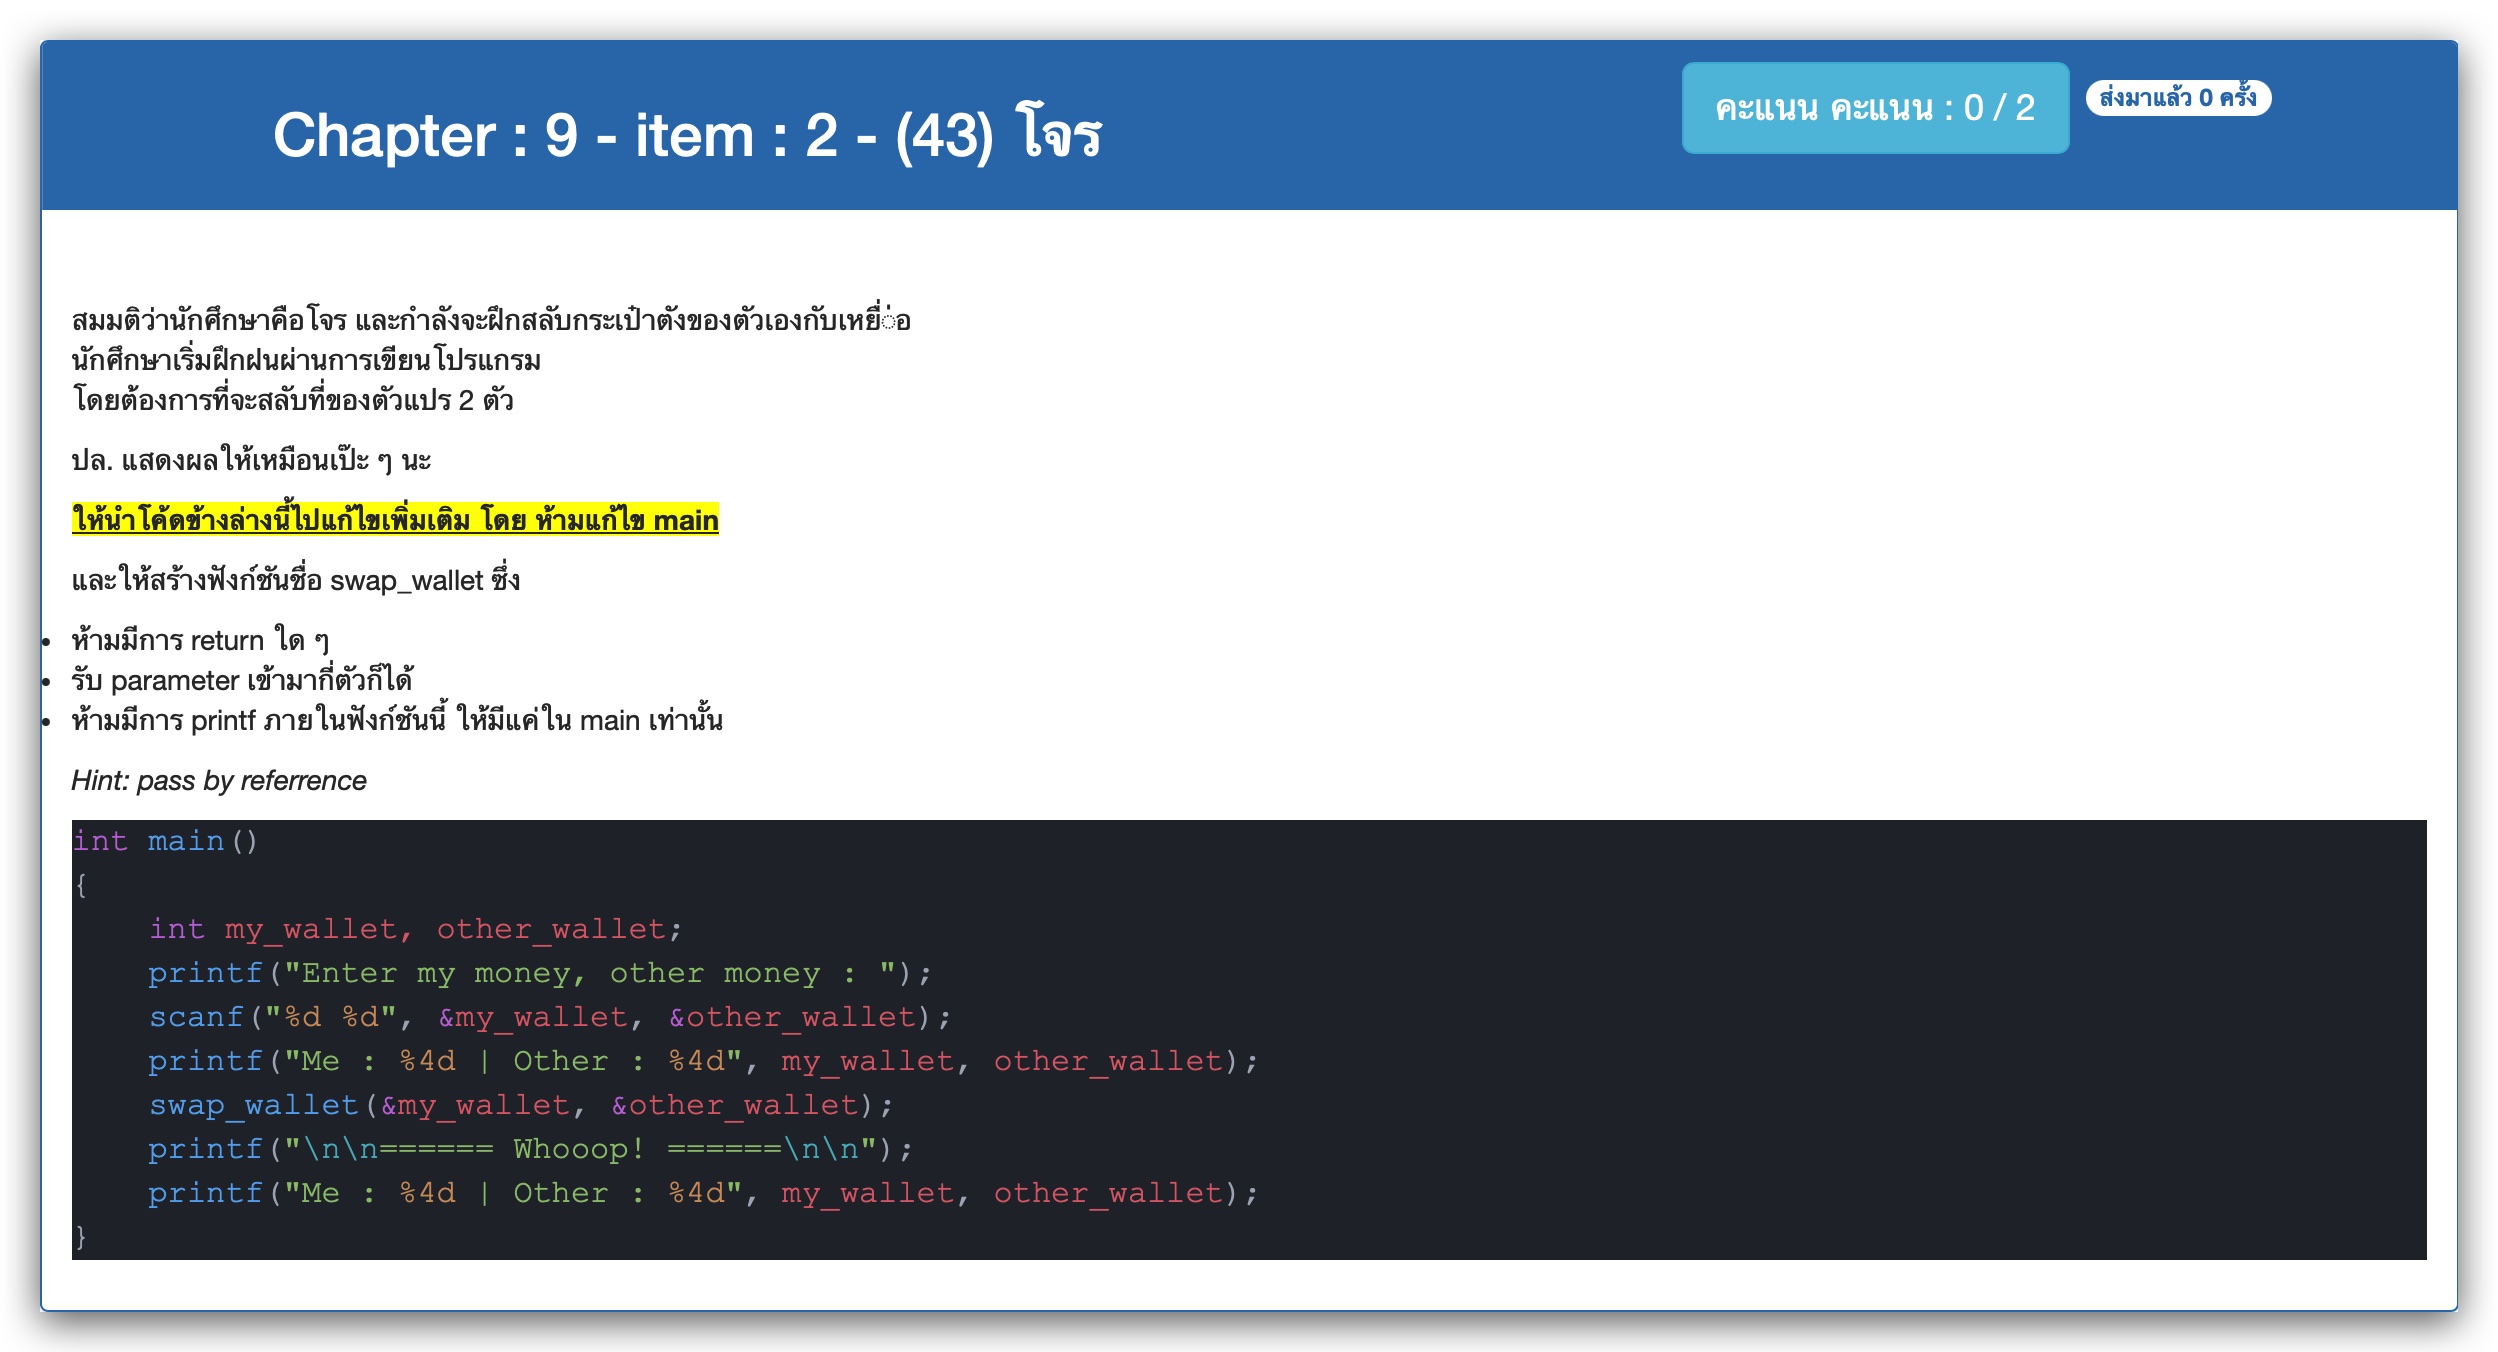 Chapter : 9 - item : 2 - (43) โจร
คะแนน คะแนน : 0 / 2
ส่งมาแล้ว 0 ครั้ง
สมมติว่านักศึกษาคือโจร และกำลังจะฝึกสลับกระเป๋าตังของตัวเองกับเหยื่่อ
นักศึกษาเริ่มฝึกฝนผ่านการเขียนโปรแกรม
โดยต้องการที่จะสลับที่ของตัวแปร 2 ตัว
ปล. แสดงผลให้เหมือนเป๊ะ ๆ นะ
ให้นำโค้ดข้างล่างนี้ไปแก้ไขเพิ่มเติม โดย ห้ามแก้ไข main
และให้สร้างฟังก์ชันชื่อ swap_wallet ซึ่ง
• ห้ามมีการ return ใด ๆ
• รับ parameter เข้ามากี่ตัวก็ได้
• ห้ามมีการ printf ภายในฟังก์ชันนี้ ให้มีแค่ใน main เท่านั้น
Hint: pass by referrence
int main()
{
    int my_wallet, other_wallet;
    printf("Enter my money, other money : ");
    scanf("%d %d", &my_wallet, &other_wallet);
    printf("Me : %4d | Other : %4d", my_wallet, other_wallet);
    swap_wallet(&my_wallet, &other_wallet);
    printf("\n\n====== Whooop! ======\n\n");
    printf("Me : %4d | Other : %4d", my_wallet, other_wallet);
}